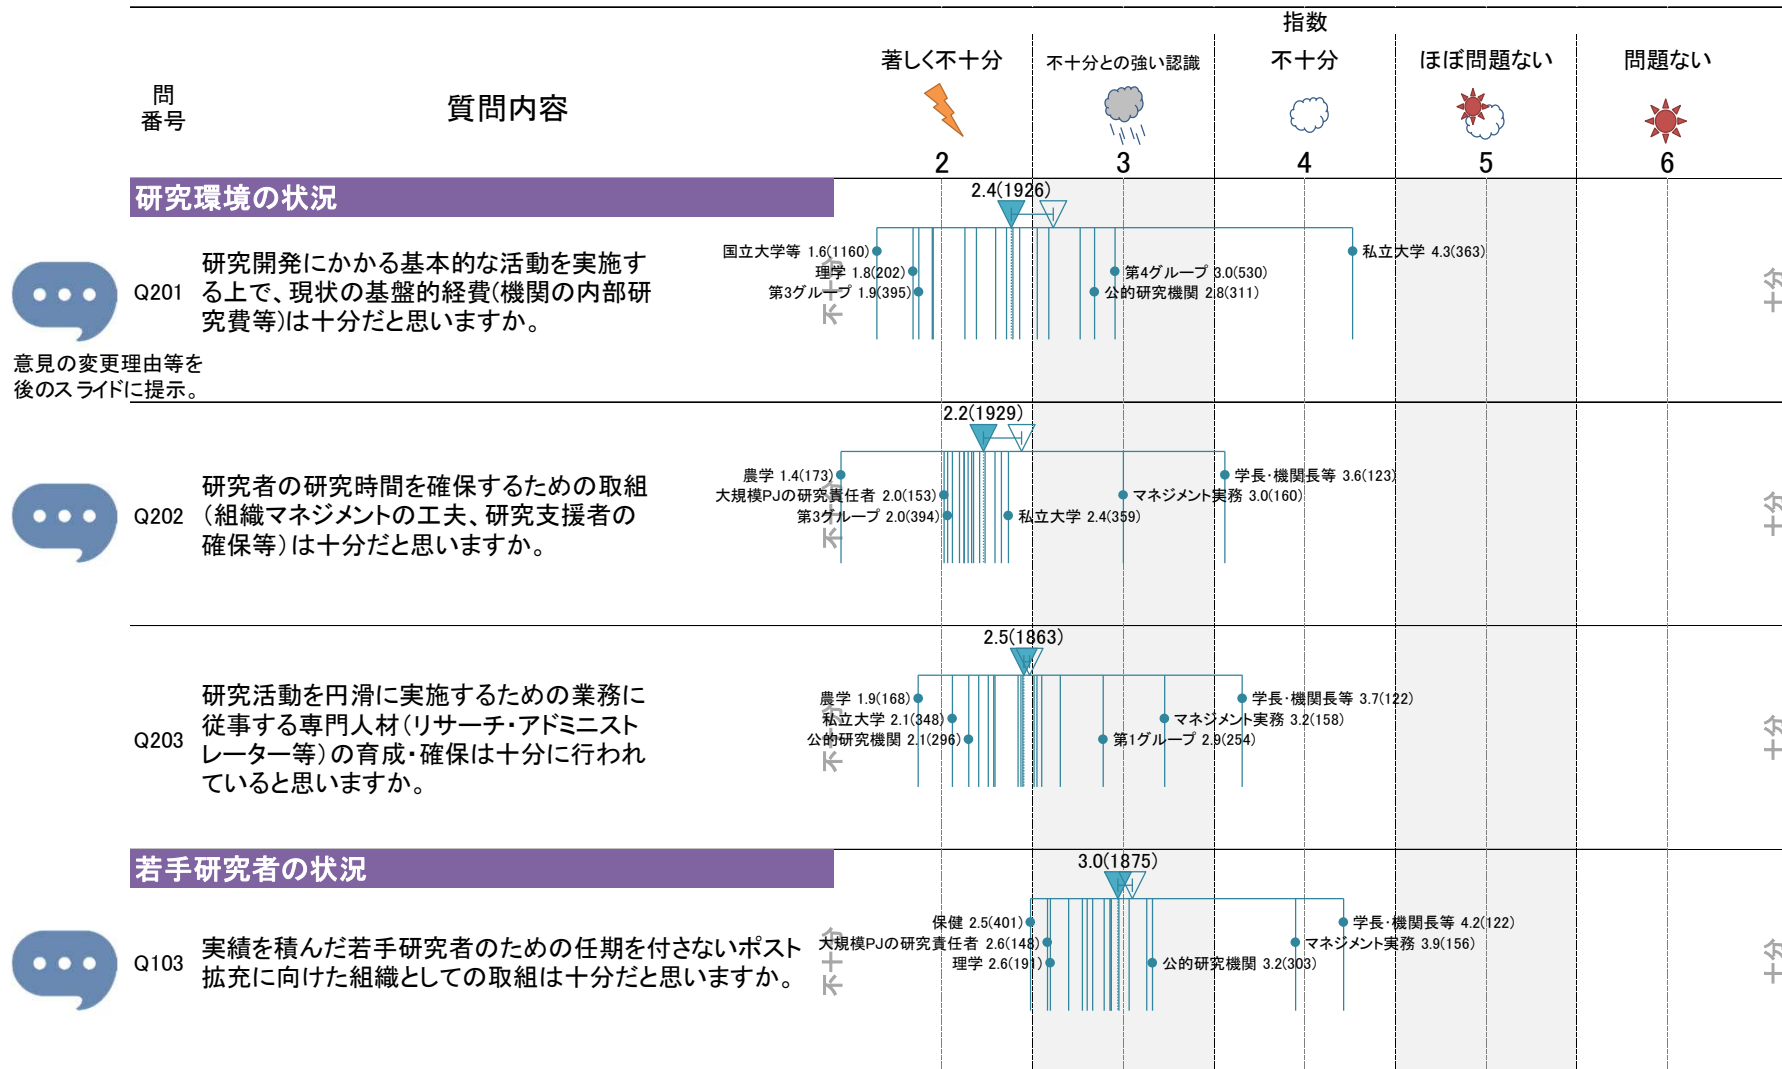 指数
著しく不十分
不十分との強い認識
不十分
ほぼ問題ない
問題ない
問
番号
質問内容
2
3
4
5
6
研究環境の状況
2.4(1926)
Q201
研究開発にかかる基本的な活動を実施す
る上で、現状の基盤的経費(機関の内部研
究費等)は十分だと思いますか。
国立大学等 1.6(1160)
理学 1.8(202)
第3グループ 1.9(395)
私立大学 4.3(363)
第4グループ 3.0(530)
公的研究機関 2.8(311)
不十分
十分
意見の変更理由等を
後のスライドに提示。
2.2(1929)
Q202
研究者の研究時間を確保するための取組
(組織マネジメントの工夫、研究支援者の
確保等)は十分だと思いますか。
農学 1.4(173)
大規模PJの研究責任者 2.0(153)
第3グループ 2.0(394)
学長・機関長等 3.6(123)
マネジメント実務 3.0(160)
私立大学 2.4(359)
不十分
十分
2.5(1863)
Q203
研究活動を円滑に実施するための業務に
従事する専門人材(リサーチ・アドミニスト
レーター等)の育成・確保は十分に行われ
ていると思いますか。
農学 1.9(168)
私立大学 2.1(348)
公的研究機関 2.1(296)
学長・機関長等 3.7(122)
マネジメント実務 3.2(158)
第1グループ 2.9(254)
不十分
十分
若手研究者の状況
3.0(1875)
Q103
実績を積んだ若手研究者のための任期を付さないポスト
拡充に向けた組織としての取組は十分だと思いますか。
保健 2.5(401)
大規模PJの研究責任者 2.6(148)
理学 2.6(191)
学長・機関長等 4.2(122)
マネジメント実務 3.9(156)
公的研究機関 3.2(303)
不十分
十分